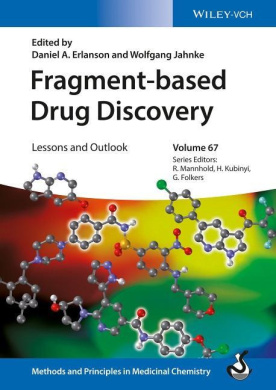 WILEY-VCH
Edited by
Daniel A. Erlanson and Wolfgang Jahnke
Fragment-based
Drug Discovery
Lessons and Outlook
Volume 67
Series Editors:
R. Mannhold, H. Kubinyi,
G. Folkers
Methods and Principles in Medicinal Chemistry